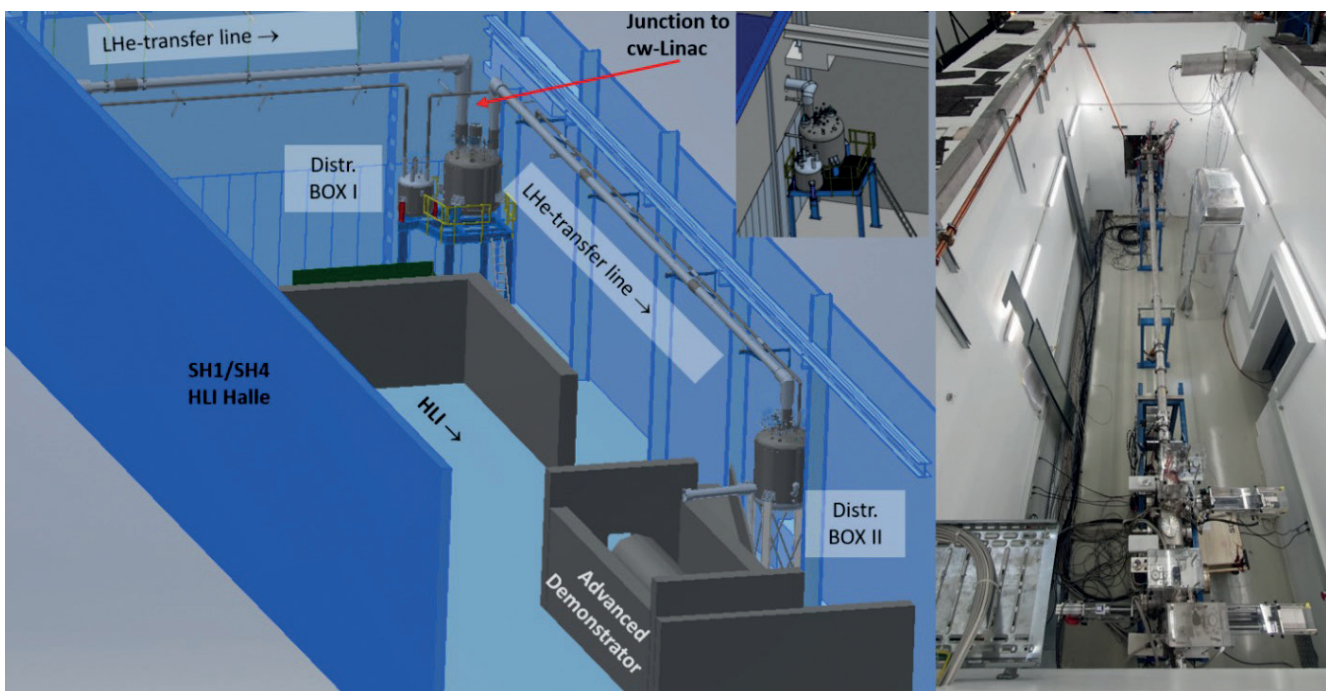 LHe-transfer line →
Junction to
cw-Linac
Distr.
BOX I
LHe-transfer line →
SH1/SH4
HLI Halle
HLI →
Distr.
BOX II
Advanced
Demonstrator